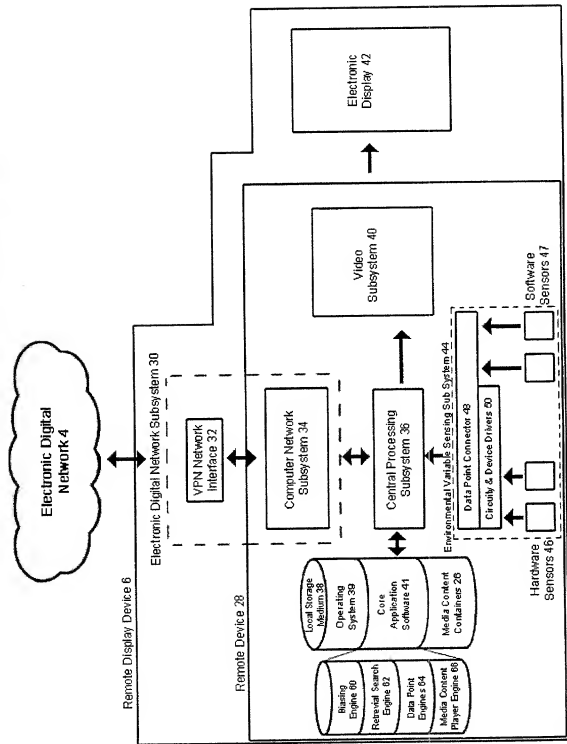 Electronic Digital
Network 4
Remote Display Device 6
Electronic Digital Network Subsystem 30
VPN Network
Interface 32
Remote Device 28
Computer Network
Subsystem 34
Electronic
Display 42
Video
Subsystem 40
Central Processing
Subsystem 36
Local Storage
Medium 38
Operating
System 39
Core
Application
Software 41
Media Content
Containers 26
Biasing
Engine 60
Retrevial Search
Engine 62
Data Point
Engines 64
Media Content
Player Engine 66
Environmental Variable Sensing Sub System 44
Data Point Connector 48
Circuity & Device Drivers 50
Hardware
Sensors 46
Software
Sensors 47